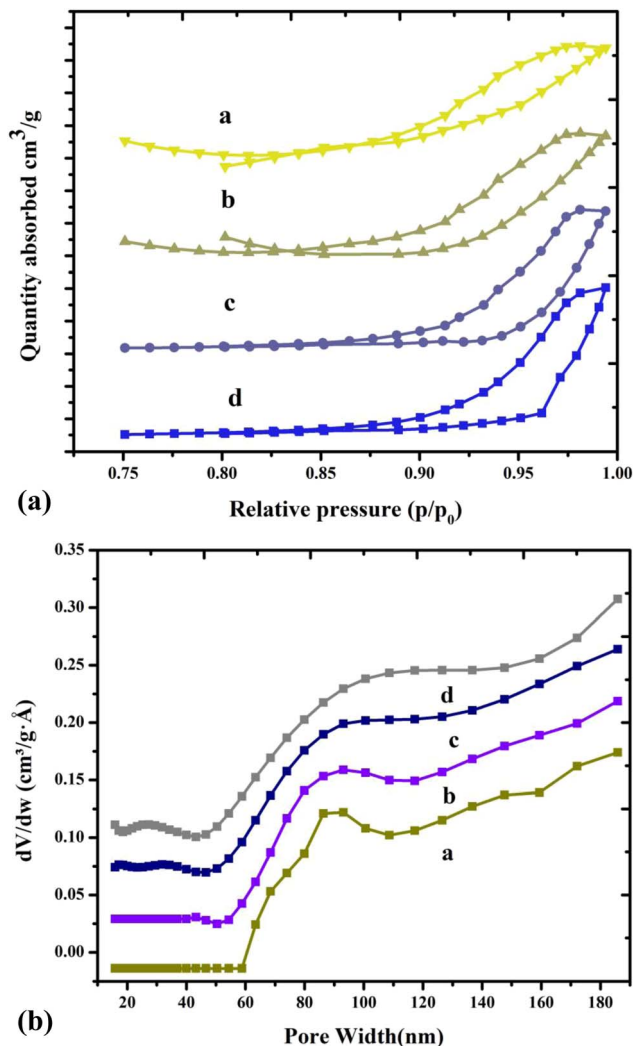 Quantity absorbed cm³/g
a
b
c
d
0.75 0.80 0.85 0.90 0.95 1.00
Relative pressure (p/p₀)
(a)
0.35
0.30
0.25
0.20
0.15
0.10
0.05
0.00
dV/dw (cm³/g·Å)
d
c
b
a
20 40 60 80 100 120 140 160 180
Pore Width(nm)
(b)